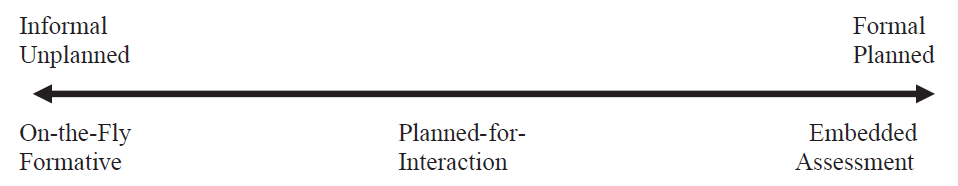 Informal
Unplanned
Formal
Planned
On-the-Fly
Formative
Planned-for-
Interaction
Embedded
Assessment